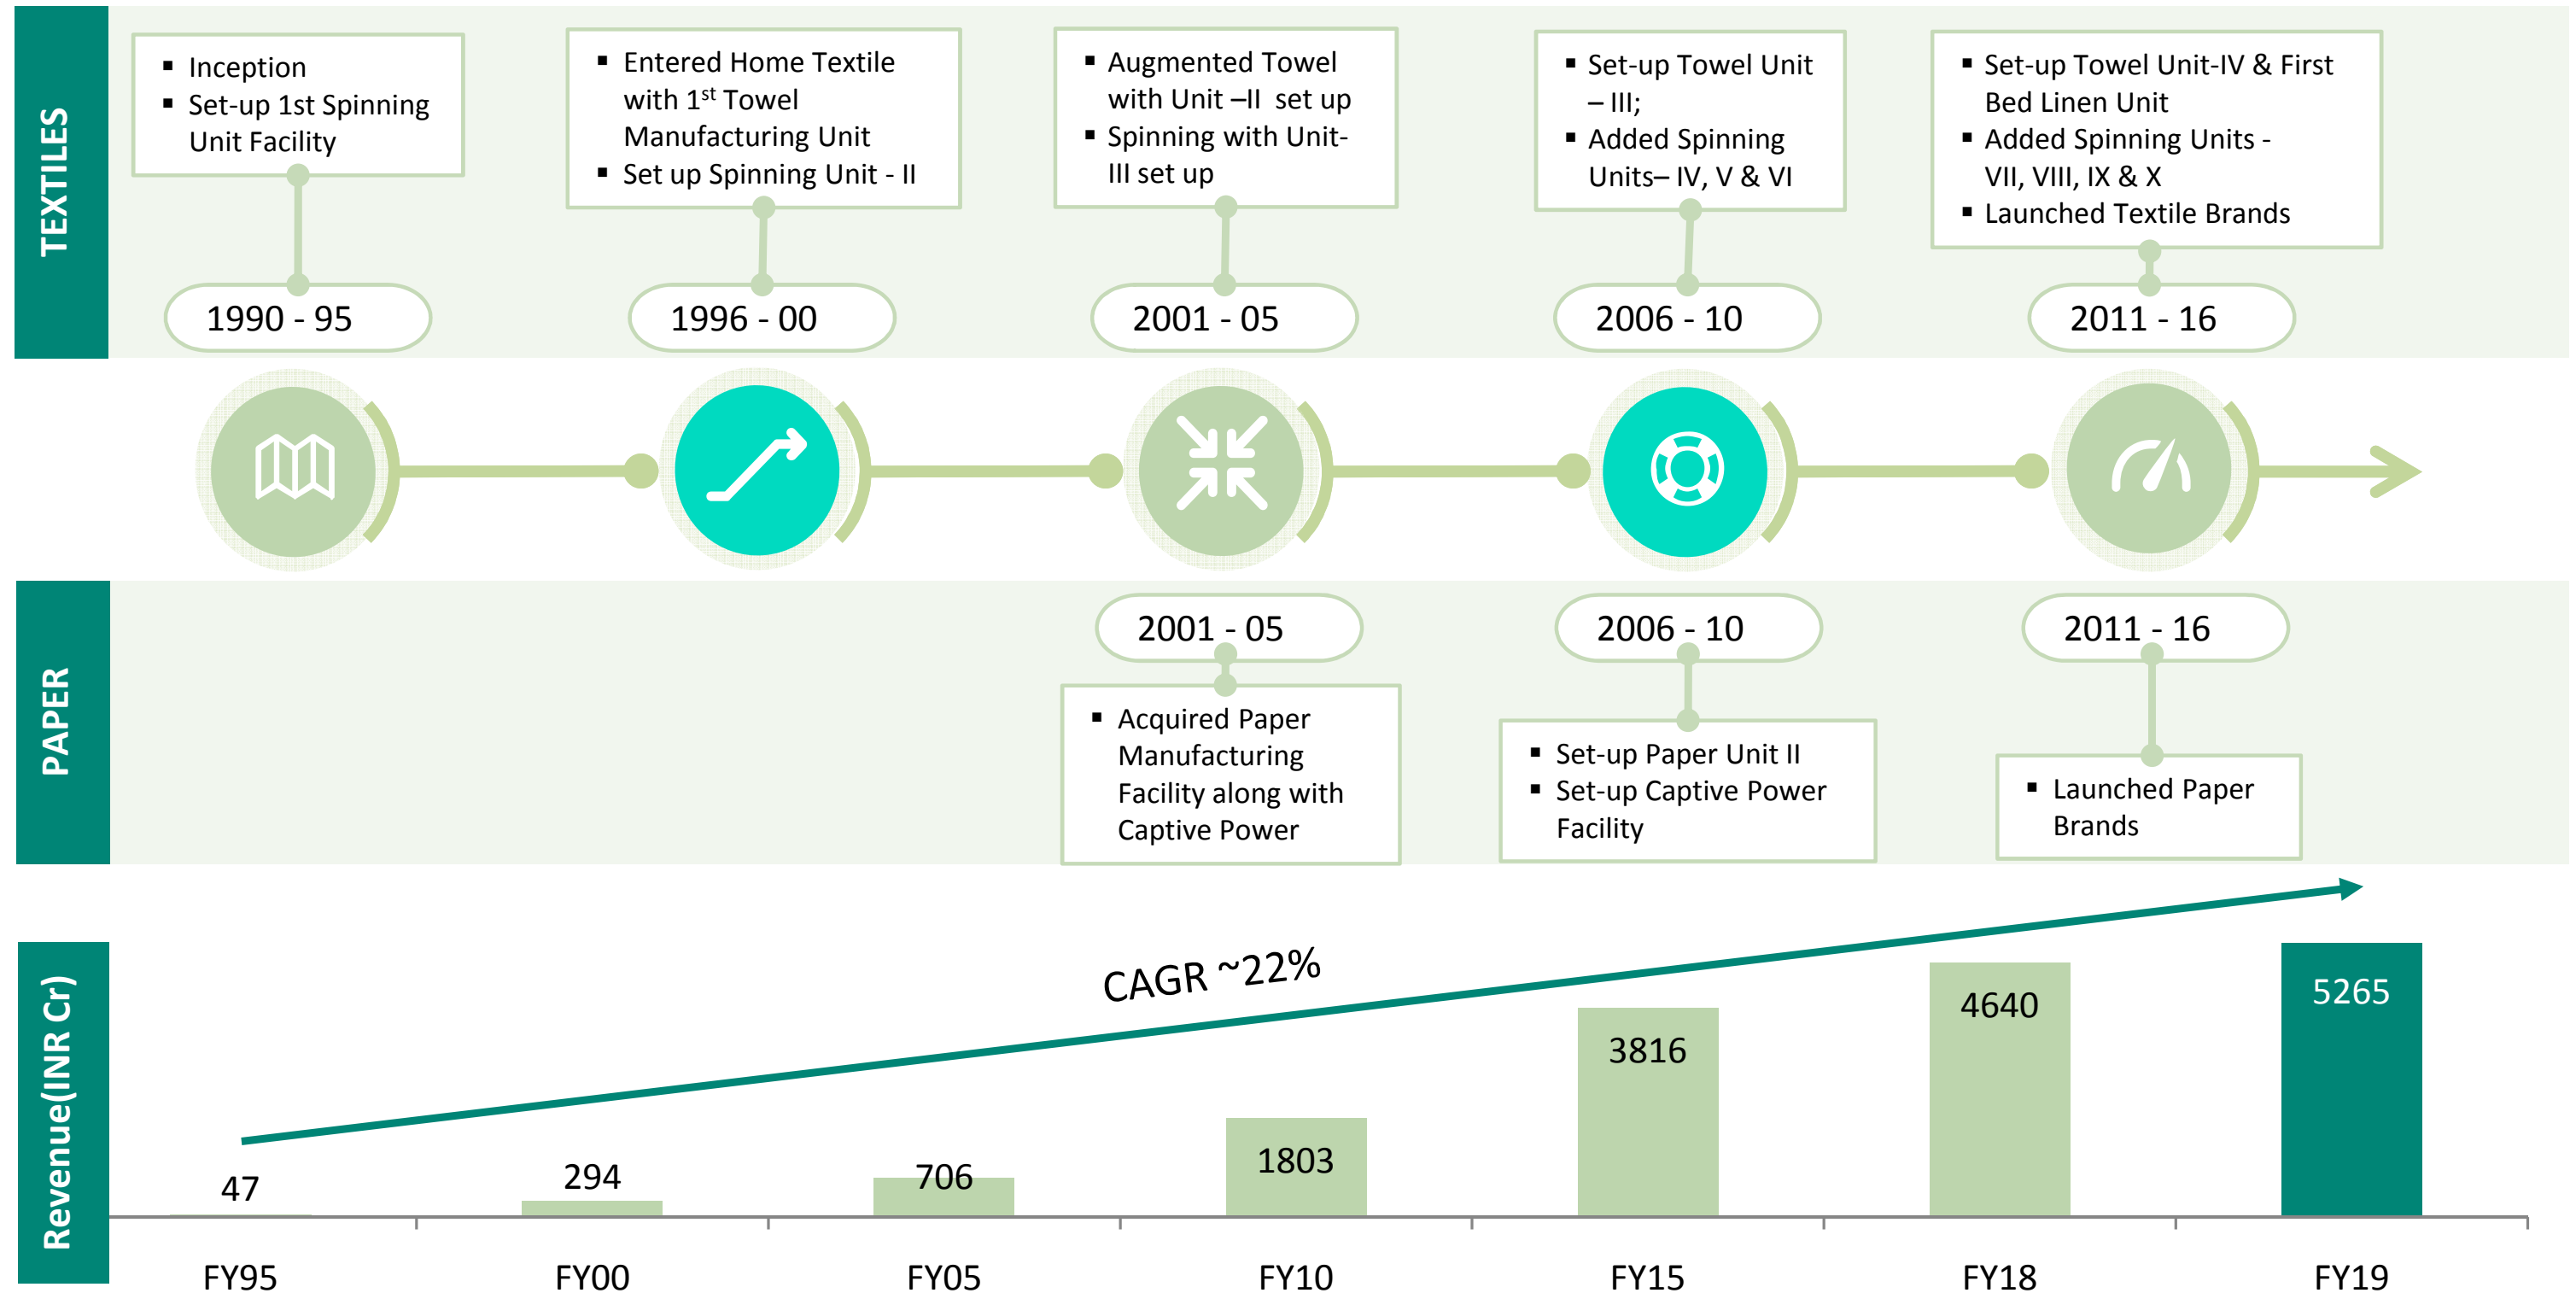 TEXTILES
▪ Inception
▪ Set-up 1st Spinning
Unit Facility
1990 - 95
▪ Entered Home Textile
with 1st Towel
Manufacturing Unit
▪ Set up Spinning Unit - II
1996 - 00
▪ Augmented Towel
with Unit –II set up
▪ Spinning with Unit-
III set up
2001 - 05
▪ Set-up Towel Unit
– III;
▪ Added Spinning
Units– IV, V & VI
2006 - 10
▪ Set-up Towel Unit-IV & First
Bed Linen Unit
▪ Added Spinning Units -
VII, VIII, IX & X
▪ Launched Textile Brands
2011 - 16
PAPER
2001 - 05
▪ Acquired Paper
Manufacturing
Facility along with
Captive Power
2006 - 10
▪ Set-up Paper Unit II
▪ Set-up Captive Power
Facility
2011 - 16
▪ Launched Paper
Brands
Revenue(INR Cr)
CAGR ~22%
47
294
706
1803
3816
4640
5265
FY95
FY00
FY05
FY10
FY15
FY18
FY19